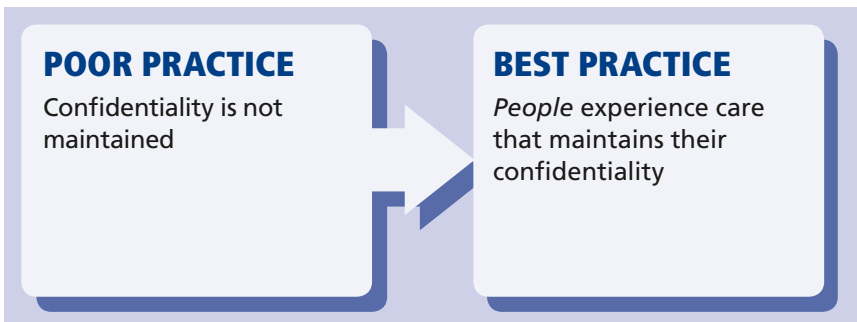 POOR PRACTICE
Confidentiality is not
maintained
BEST PRACTICE
People experience care
that maintains their
confidentiality